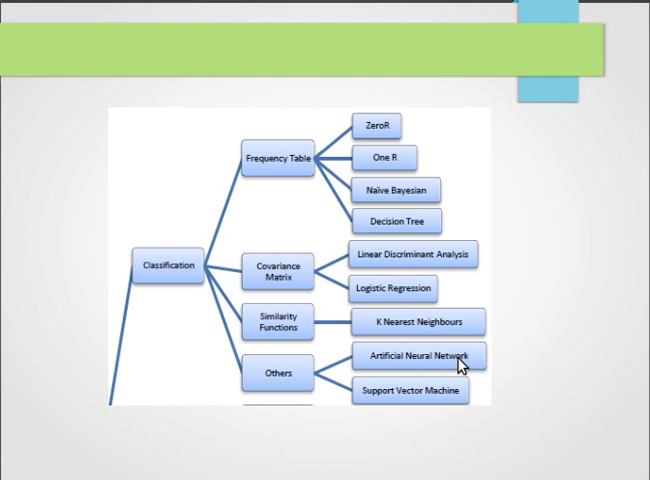 ZeroR
Frequency Table
One R
Naïve Bayesian
Decision Tree
Classification
Covariance
Matrix
Linear Discriminant Analysis
Logistic Regression
Similarity
Functions
K Nearest Neighbours
Others
Artificial Neural Network
Support Vector Machine